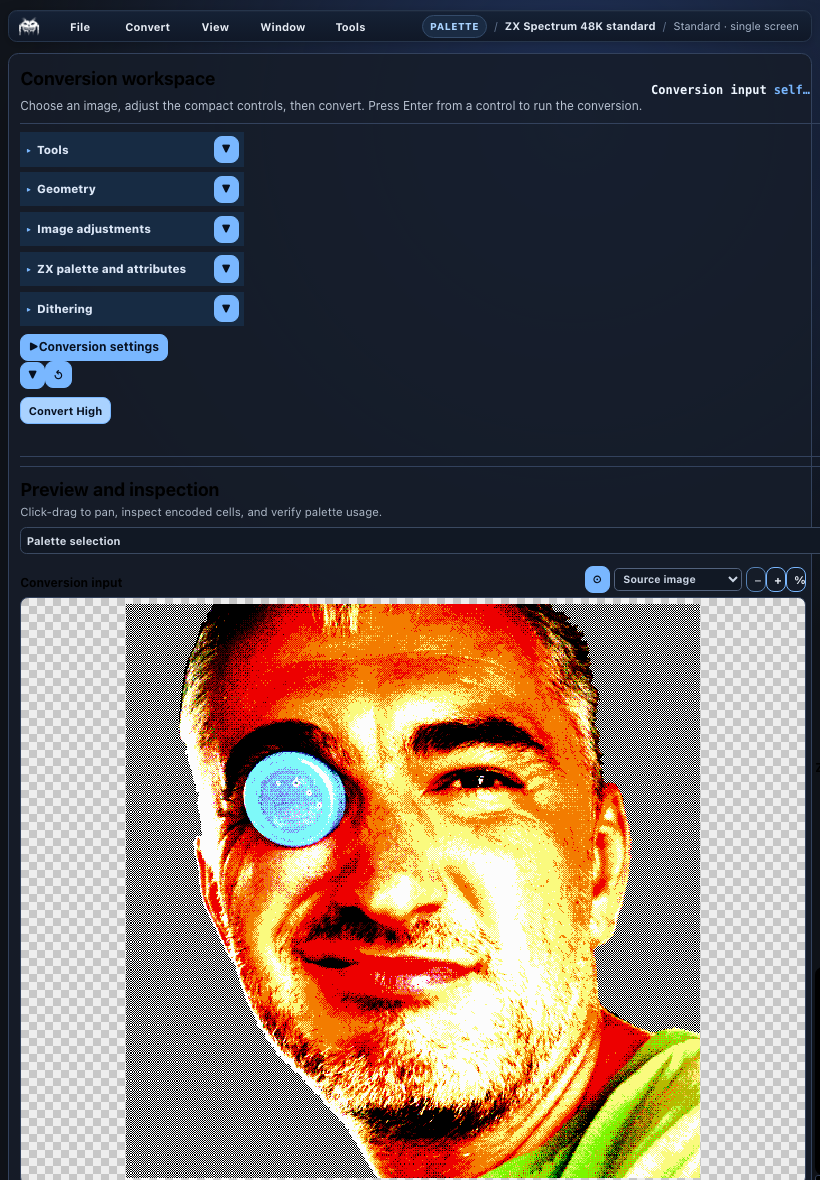 File Convert View Window Tools PALETTE / ZX Spectrum 48K standard / Standard · single screen
Conversion workspace
Choose an image, adjust the compact controls, then convert. Press Enter from a control to run the conversion.
Conversion input self…
▸ Tools ▼
▸ Geometry ▼
▸ Image adjustments ▼
▸ ZX palette and attributes ▼
▸ Dithering ▼
▶Conversion settings
▼ ↺
Convert High
Preview and inspection
Click-drag to pan, inspect encoded cells, and verify palette usage.
Palette selection
Conversion input ⊙ Source image − + %